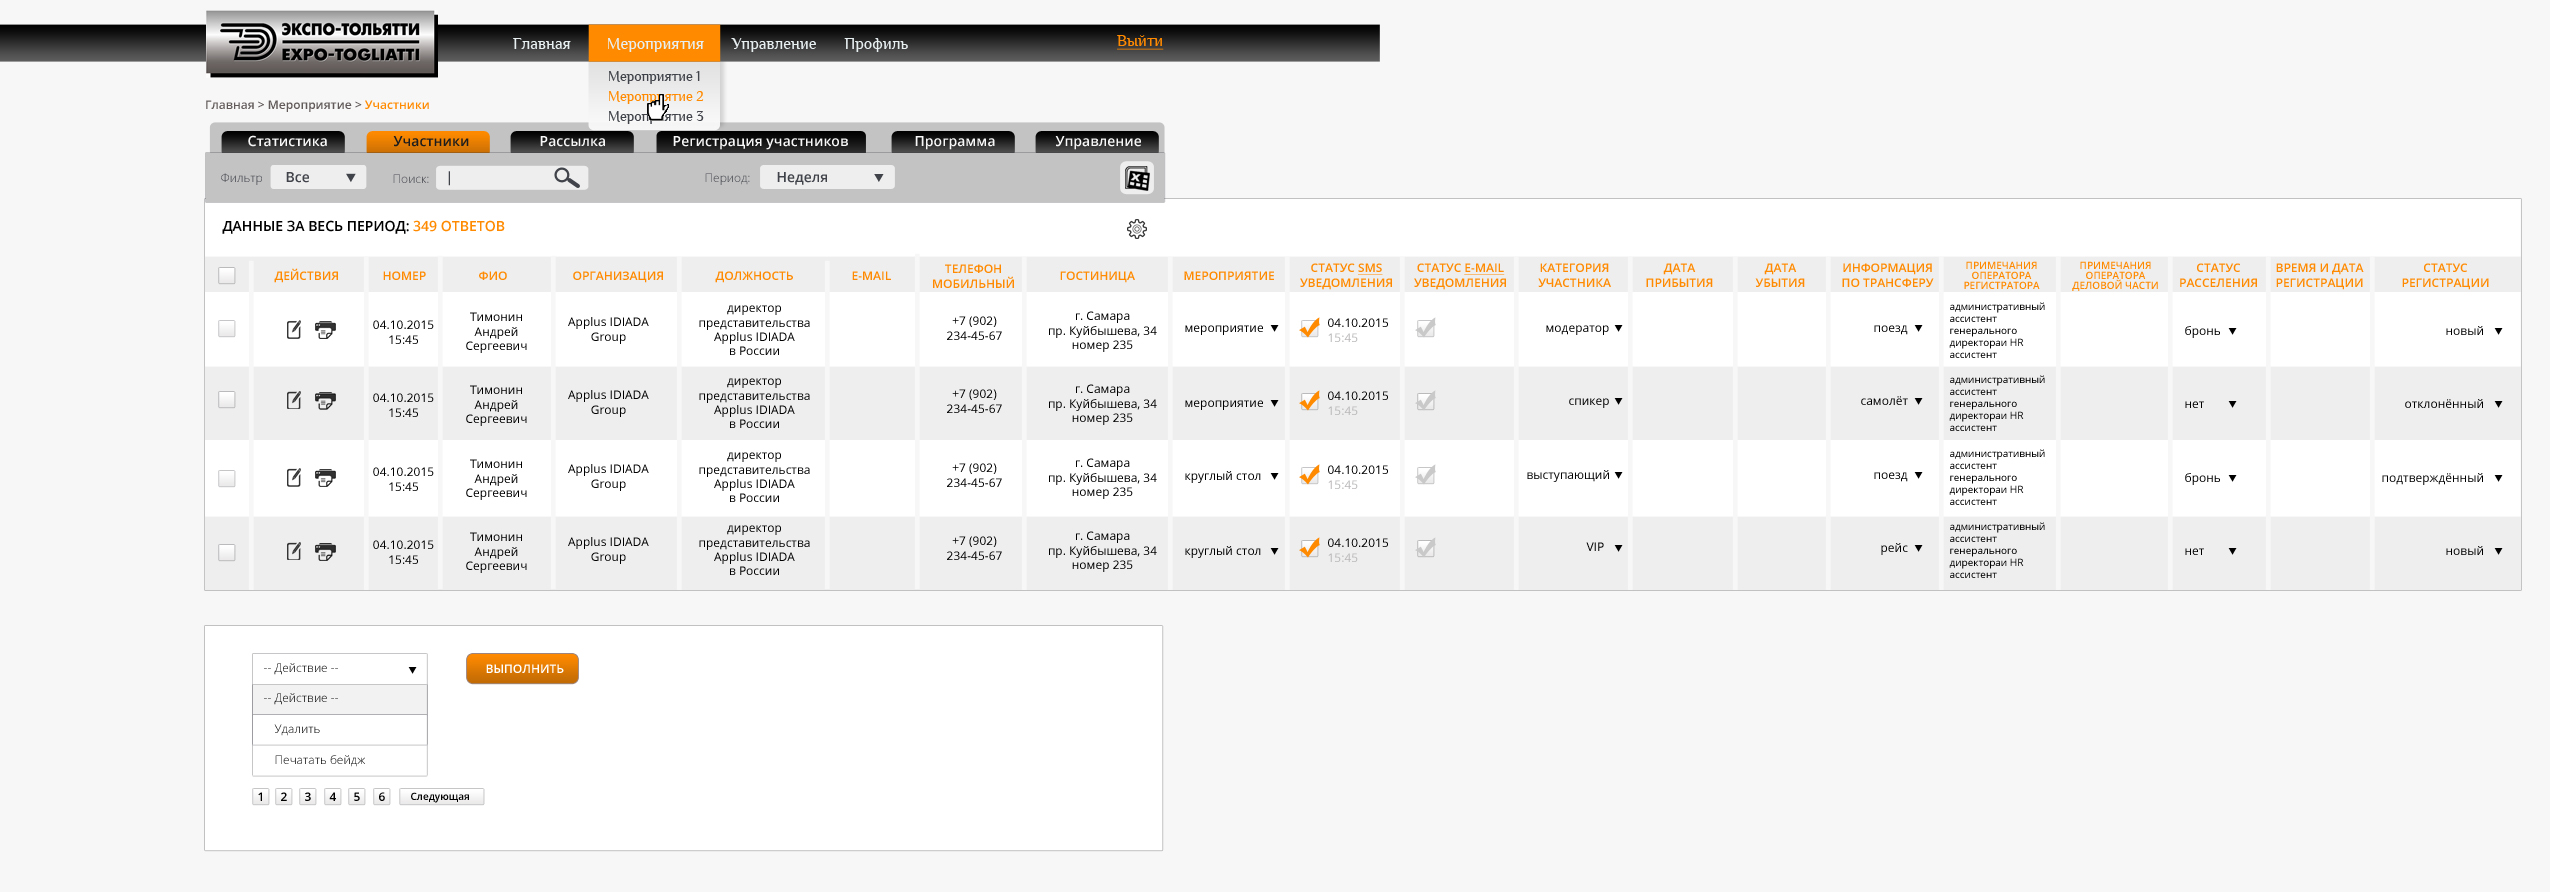 ЭКСПО-ТОЛЬЯТТИ
EXPO-TOGLIATTI
Главная Мероприятия Управление Профиль Выйти
Мероприятие 1
Мероприятие 2
Мероприятие 3
Главная > Мероприятие > Участники
Статистика Участники Рассылка Регистрация участников Программа Управление
Фильтр Все Поиск: Период: Неделя
ДАННЫЕ ЗА ВЕСЬ ПЕРИОД: 349 ОТВЕТОВ
ДЕЙСТВИЯ
НОМЕР
ФИО
ОРГАНИЗАЦИЯ
ДОЛЖНОСТЬ
E-MAIL
ТЕЛЕФОН
МОБИЛЬНЫЙ
ГОСТИНИЦА
МЕРОПРИЯТИЕ
СТАТУС SMS
УВЕДОМЛЕНИЯ
СТАТУС E-MAIL
УВЕДОМЛЕНИЯ
КАТЕГОРИЯ
УЧАСТНИКА
ДАТА
ПРИБЫТИЯ
ДАТА
УБЫТИЯ
ИНФОРМАЦИЯ
ПО ТРАНСФЕРУ
ПРИМЕЧАНИЯ
ОПЕРАТОРА
РЕГИСТРАТОРА
ПРИМЕЧАНИЯ
ОПЕРАТОРА
ДЕЛОВОЙ ЧАСТИ
СТАТУС
РАССЕЛЕНИЯ
ВРЕМЯ И ДАТА
РЕГИСТРАЦИИ
СТАТУС
РЕГИСТРАЦИИ
04.10.2015
15:45
Тимонин
Андрей
Сергеевич
Applus IDIADA
Group
директор
представительства
Applus IDIADA
в России
+7 (902)
234-45-67
г. Самара
пр. Куйбышева, 34
номер 235
мероприятие
04.10.2015
15:45
модератор
поезд
административный
ассистент
генерального
директораи HR
ассистент
бронь
новый
04.10.2015
15:45
Тимонин
Андрей
Сергеевич
Applus IDIADA
Group
директор
представительства
Applus IDIADA
в России
+7 (902)
234-45-67
г. Самара
пр. Куйбышева, 34
номер 235
мероприятие
04.10.2015
15:45
спикер
самолёт
административный
ассистент
генерального
директораи HR
ассистент
нет
отклонённый
04.10.2015
15:45
Тимонин
Андрей
Сергеевич
Applus IDIADA
Group
директор
представительства
Applus IDIADA
в России
+7 (902)
234-45-67
г. Самара
пр. Куйбышева, 34
номер 235
круглый стол
04.10.2015
15:45
выступающий
поезд
административный
ассистент
генерального
директораи HR
ассистент
бронь
подтверждённый
04.10.2015
15:45
Тимонин
Андрей
Сергеевич
Applus IDIADA
Group
директор
представительства
Applus IDIADA
в России
+7 (902)
234-45-67
г. Самара
пр. Куйбышева, 34
номер 235
круглый стол
04.10.2015
15:45
VIP
рейс
административный
ассистент
генерального
директораи HR
ассистент
нет
новый
-- Действие -- ВЫПОЛНИТЬ
-- Действие --
Удалить
Печатать бейдж
1 2 3 4 5 6 Следующая